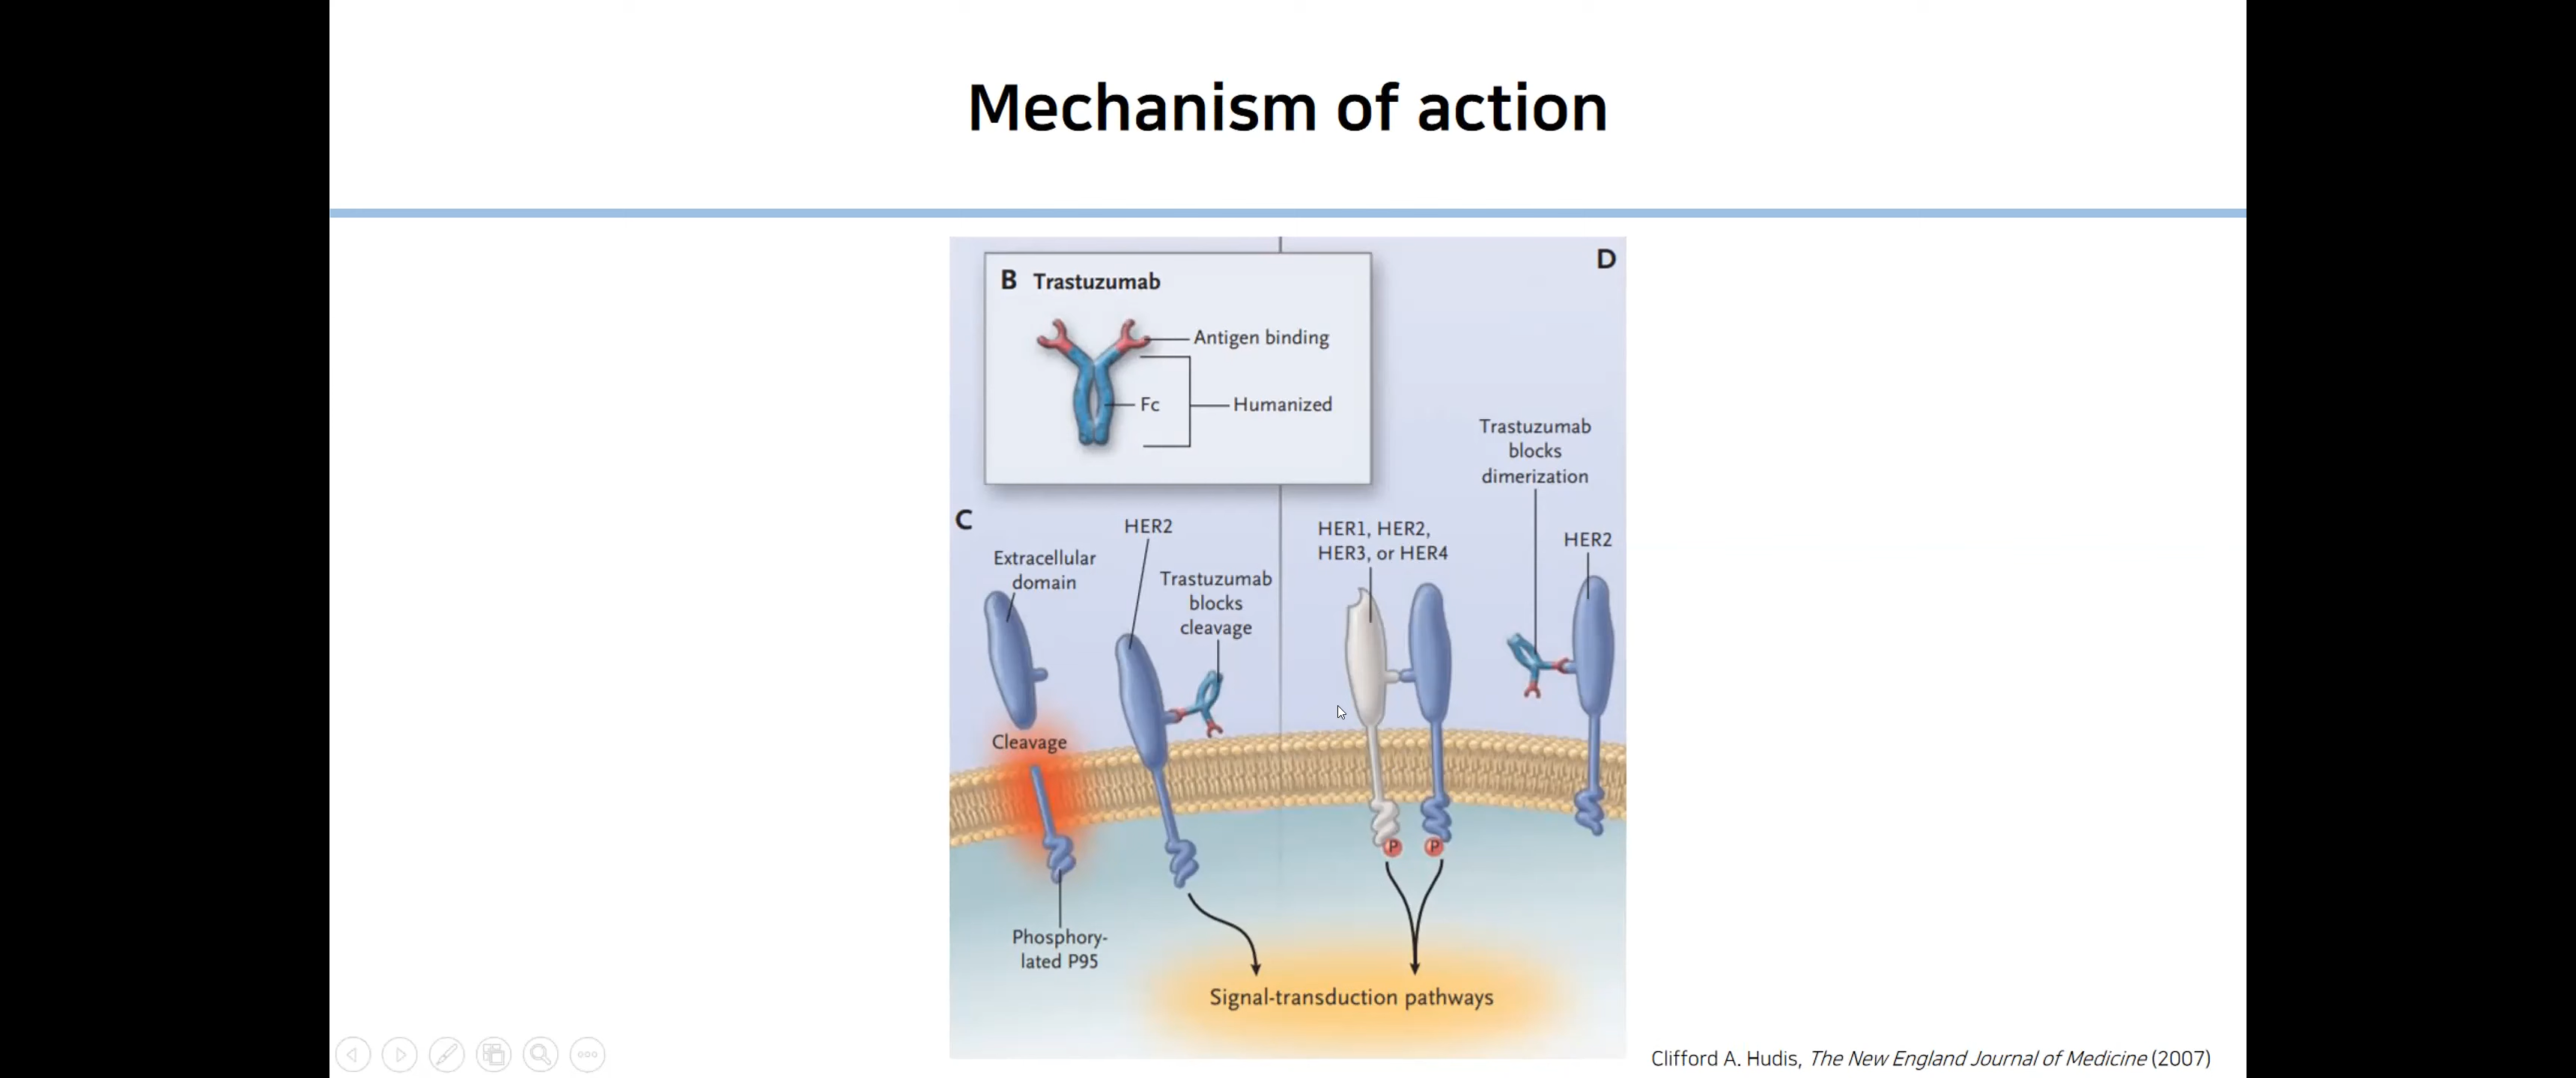 Mechanism of action
B Trastuzumab
Antigen binding
Fc
Humanized
D
Trastuzumab
blocks
dimerization
C
HER2
Extracellular
domain
Trastuzumab
blocks
cleavage
HER1, HER2,
HER3, or HER4
HER2
Cleavage
P
P
Phosphory-
lated P95
Signal-transduction pathways
Clifford A. Hudis, The New England Journal of Medicine (2007)